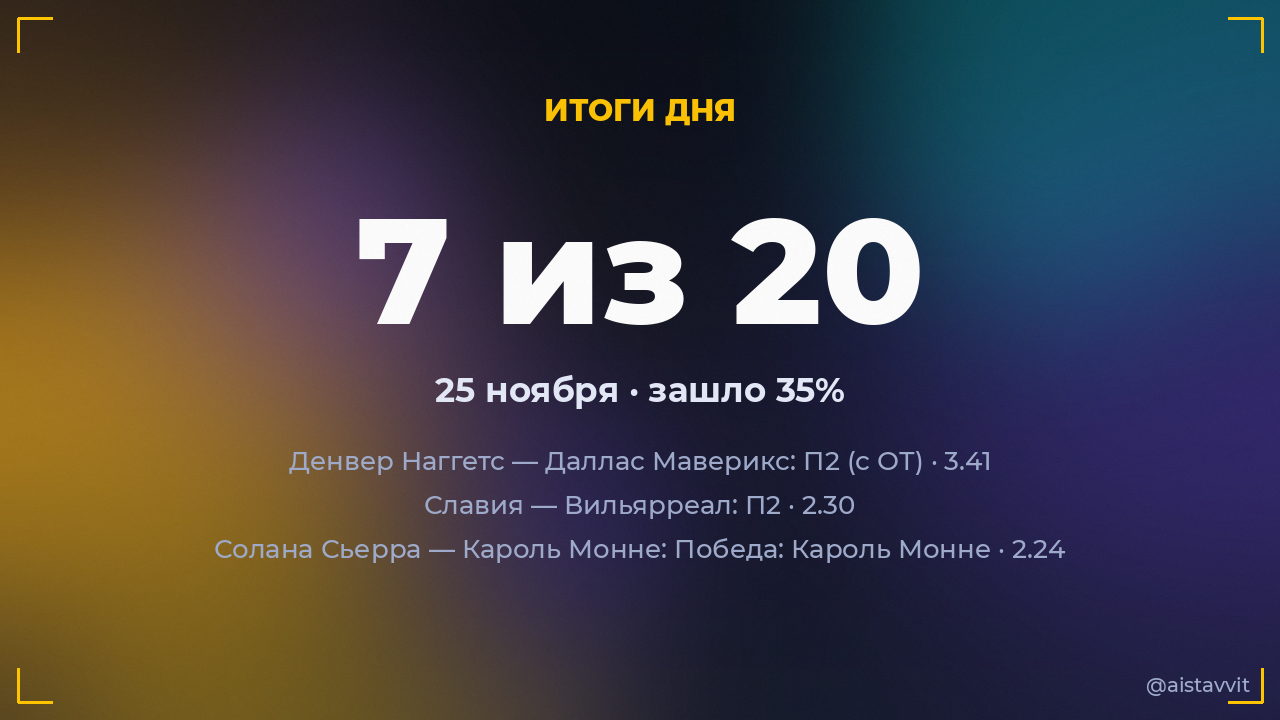 ИТОГИ ДНЯ
7 из 20
25 ноября · зашло 35%
Денвер Наггетс — Даллас Маверикс: П2 (с ОТ) · 3.41
Славия — Вильярреал: П2 · 2.30
Солана Сьерра — Кароль Монне: Победа: Кароль Монне · 2.24
@aistavvit